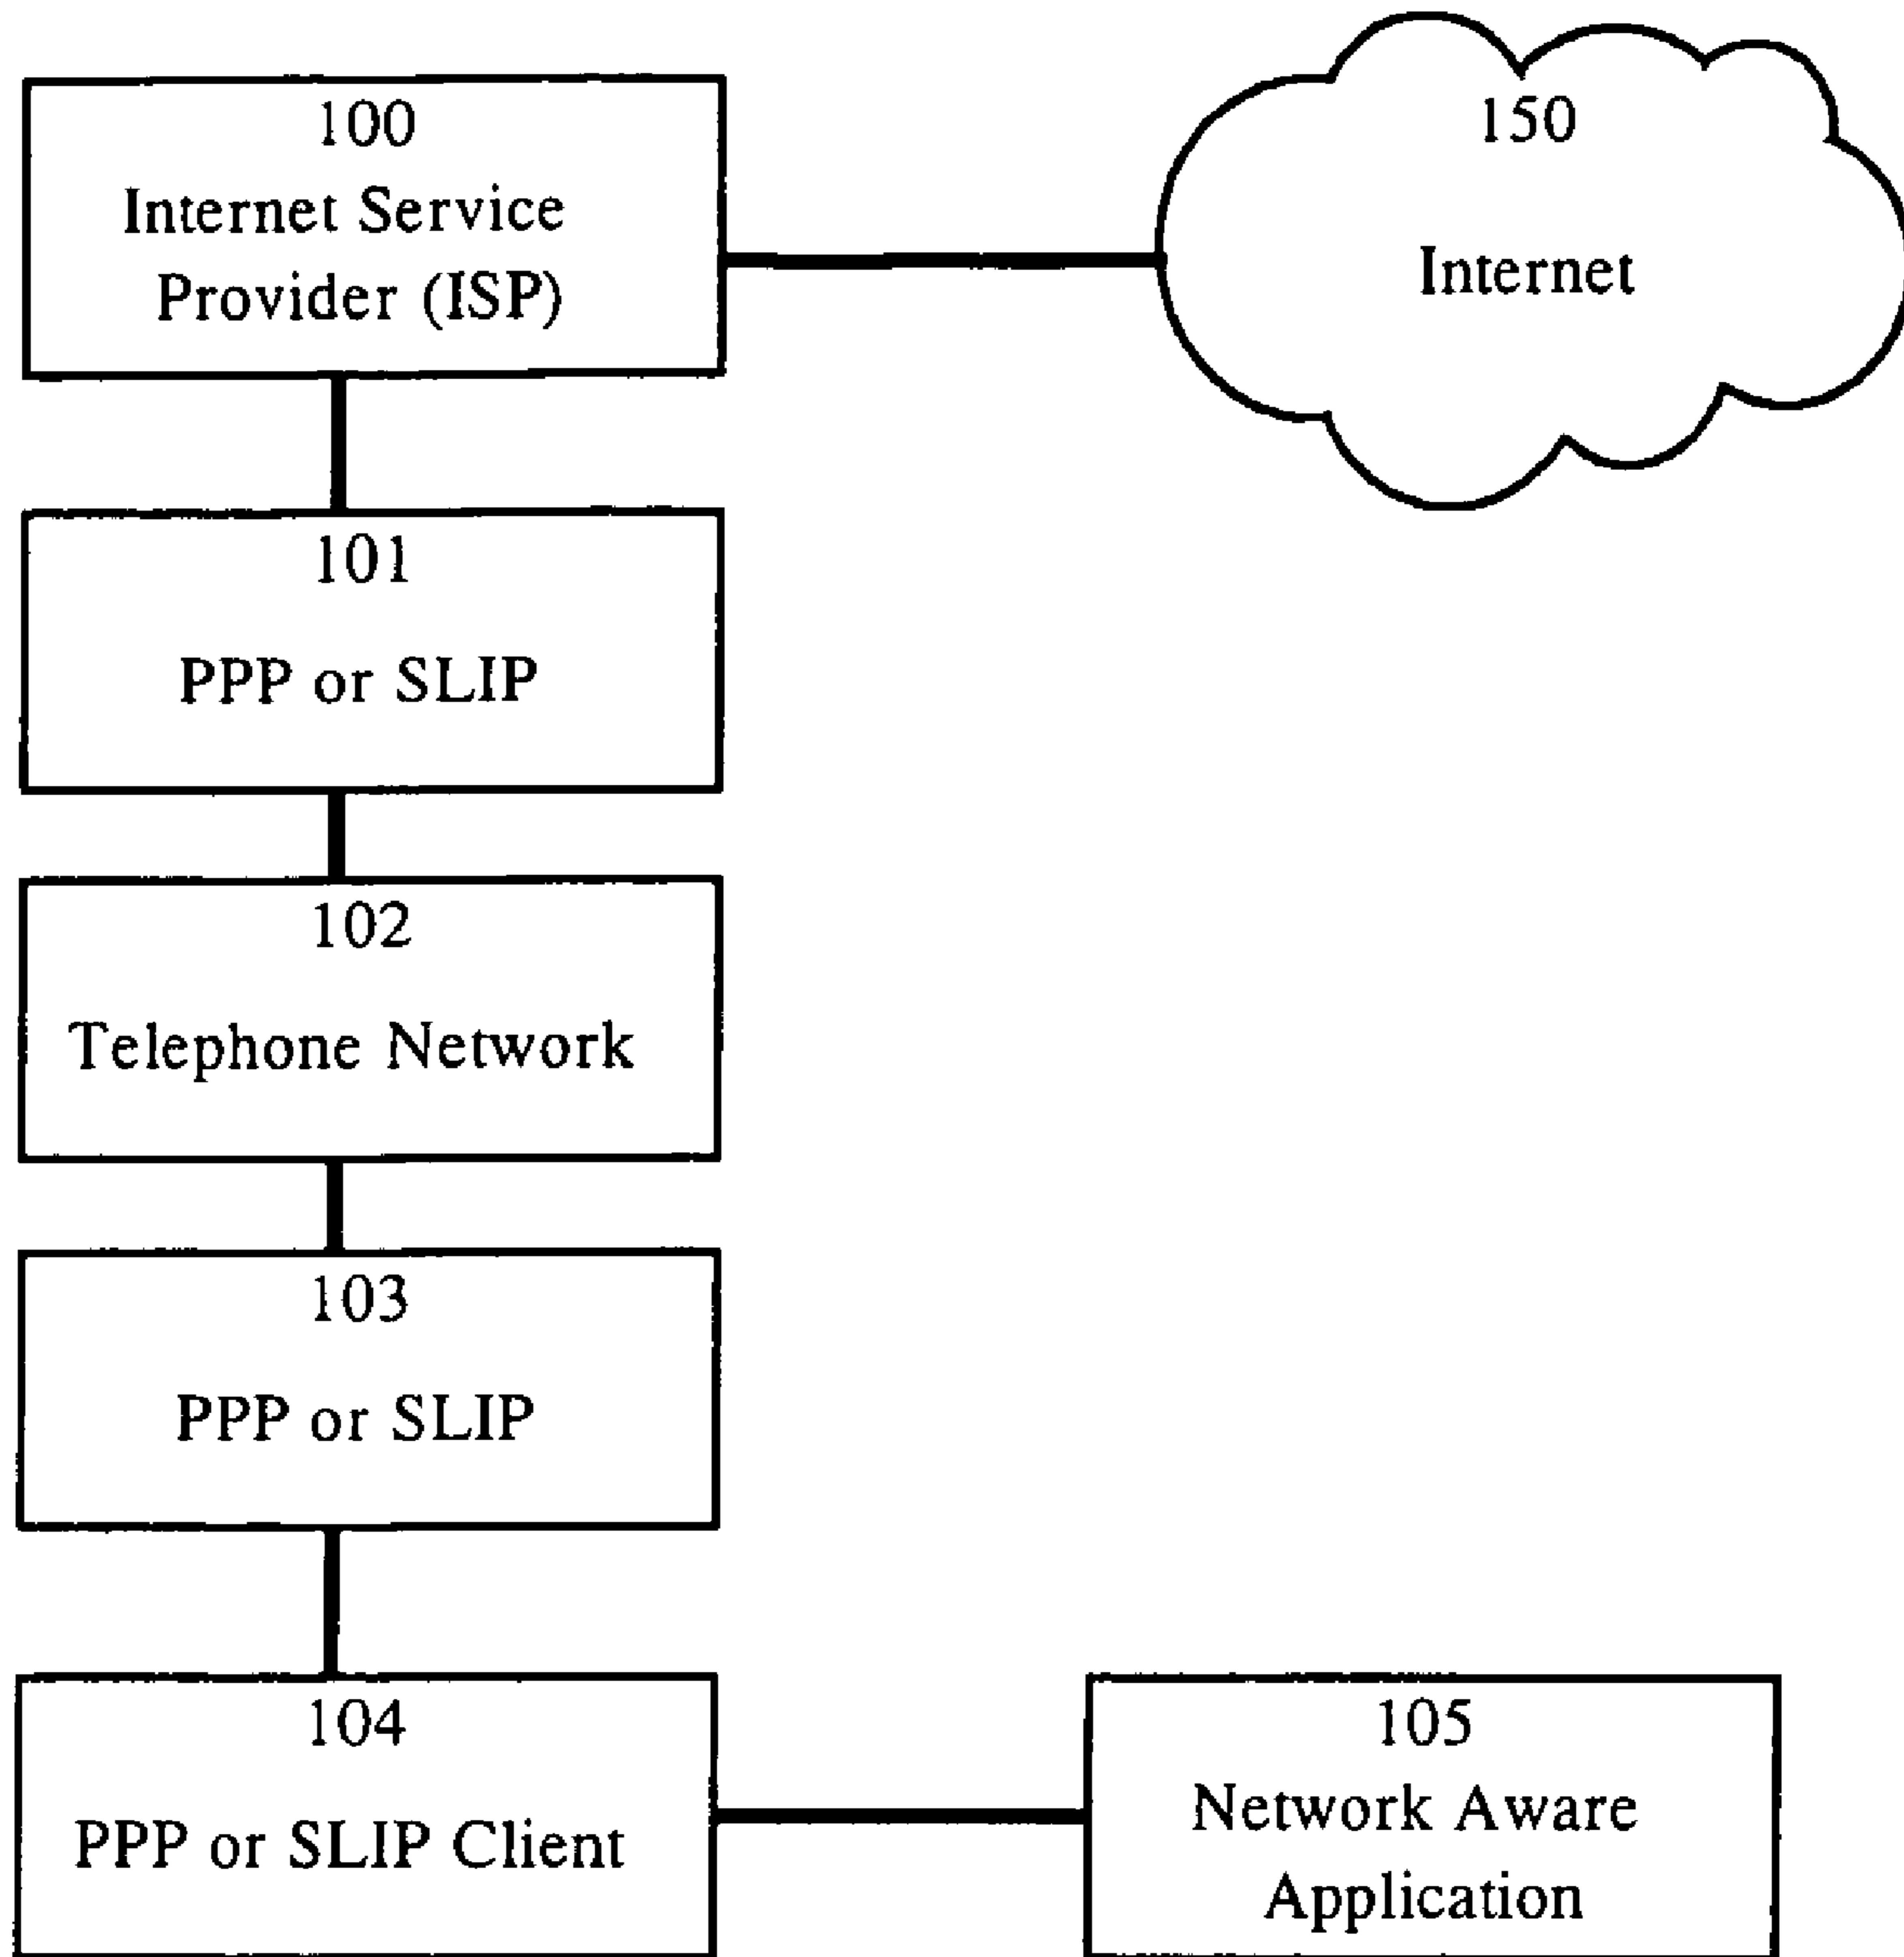 100
Internet Service
Provider (ISP)
150
Internet
101
PPP or SLIP
102
Telephone Network
103
PPP or SLIP
104
PPP or SLIP Client
105
Network Aware
Application